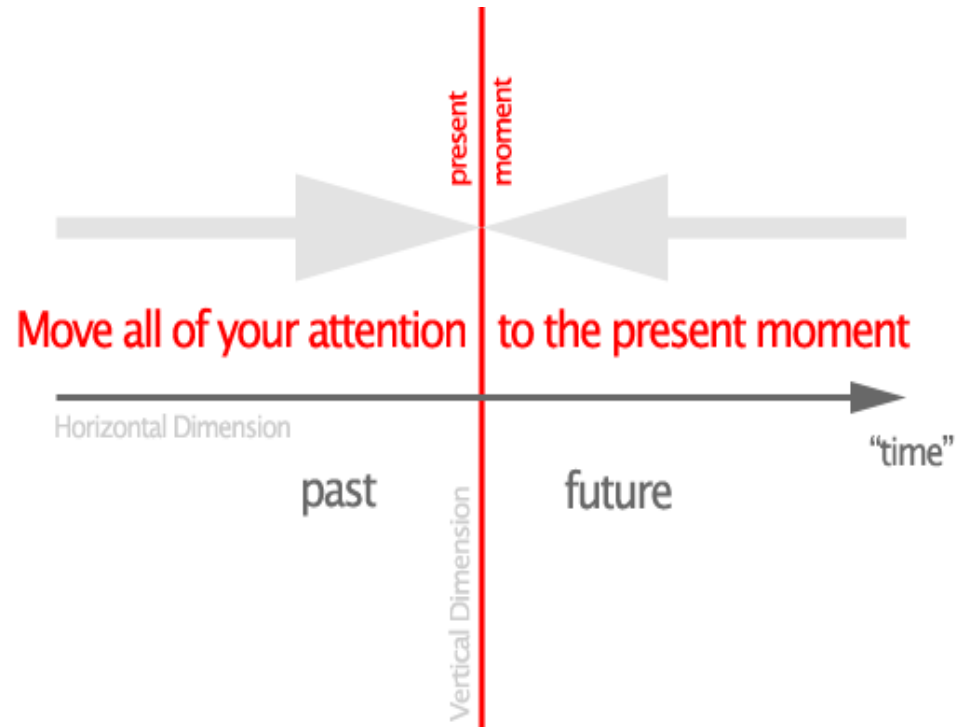 present
moment
Move all of your attention to the present moment
Horizontal Dimension
“time”
past
future
Vertical Dimension